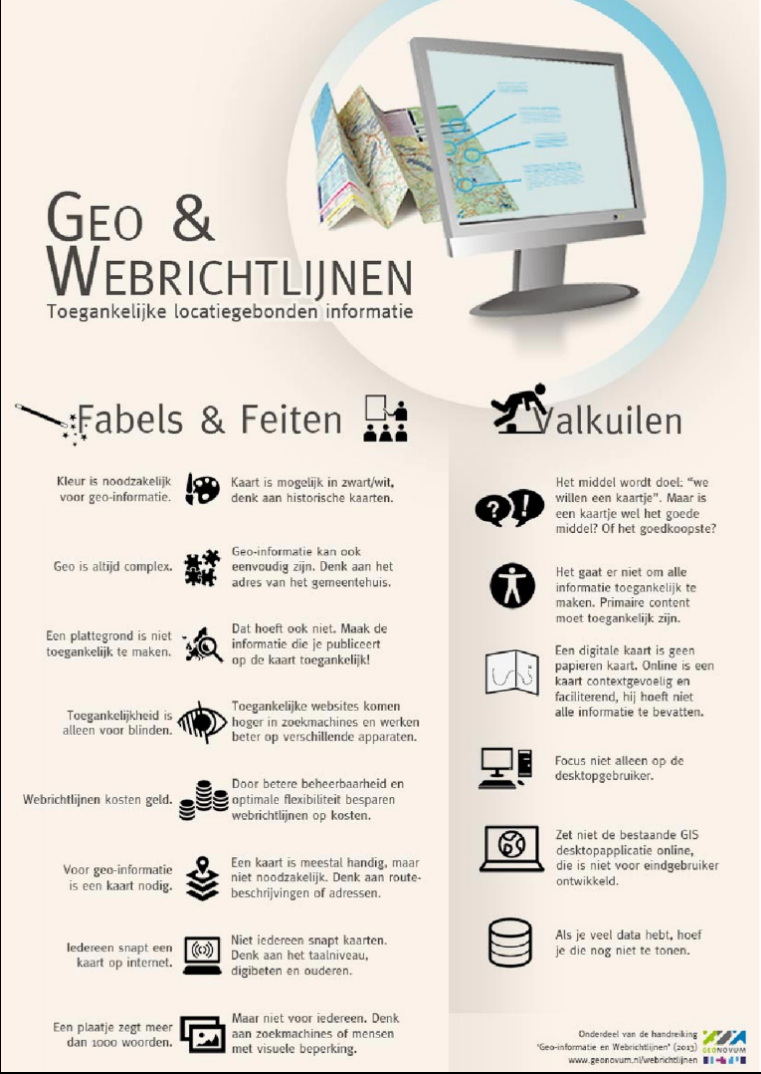 GEO &
WEBRICHTLIJNEN
Toegankelijke locatiegebonden informatie
Fabels & Feiten
Kleur is noodzakelijk
voor geo-informatie.
Kaart is mogelijk in zwart/wit,
denk aan historische kaarten.
Geo is altijd complex.
Geo-informatie kan ook
eenvoudig zijn. Denk aan het
adres van het gemeentehuis.
Een plattegrond is niet
toegankelijk te maken.
Dat hoeft ook niet. Maak de
informatie die je publiceert
op de kaart toegankelijk!
Toegankelijkheid is
alleen voor blinden.
Toegankelijke websites komen
hoger in zoekmachines en werken
beter op verschillende apparaten.
Webrichtlijnen kosten geld.
Door betere beheerbaarheid en
optimale flexibiliteit besparen
webrichtlijnen op kosten.
Voor geo-informatie
is een kaart nodig.
Een kaart is meestal handig, maar
niet noodzakelijk. Denk aan route-
beschrijvingen of adressen.
Iedereen snapt een
kaart op internet.
Niet iedereen snapt kaarten.
Denk aan het taalniveau,
digibeten en ouderen.
Een plaatje zegt meer
dan 1000 woorden.
Maar niet voor iedereen. Denk
aan zoekmachines of mensen
met visuele beperking.
Valkuilen
? !
Het middel wordt doel: “we
willen een kaartje”. Maar is
een kaartje wel het goede
middel? Of het goedkoopste?
Het gaat er niet om alle
informatie toegankelijk te
maken. Primaire content
moet toegankelijk zijn.
Een digitale kaart is geen
papieren kaart. Online is een
kaart contextgevoelig en
faciliterend, hij hoeft niet
alle informatie te bevatten.
Focus niet alleen op de
desktopgebruiker.
Zet niet de bestaande GIS
desktopapplicatie online,
die is niet voor eindgebruiker
ontwikkeld.
Als je veel data hebt, hoef
je die nog niet te tonen.
Onderdeel van de handreiking
'Geo-informatie en Webrichtlijnen' (2013)
www.geonovum.nl/webrichtlijnen
GEONOVUM